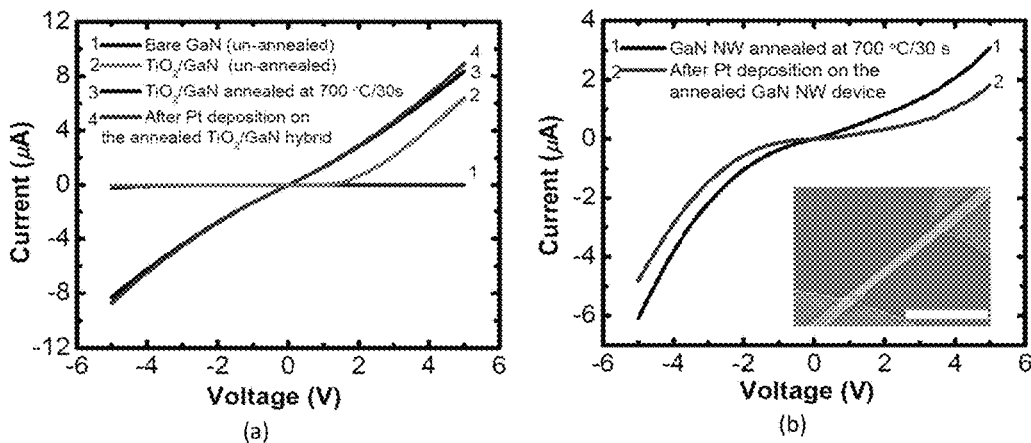 12
8
4
0
-4
-8
-12
Current (μA)
1 Bare GaN (un-annealed)
2 TiO2/GaN (un-annealed)
3 TiO2/GaN annealed at 700 °C/30s
4 After Pt deposition on
the annealed TiO2/GaN hybrid
4
3
2
1
-6 -4 -2 0 2 4 6
Voltage (V)
(a)
4
2
0
-2
-4
-6
Current (μA)
1 GaN NW annealed at 700 °C/30 s
2 After Pt deposition on the
annealed GaN NW device
1
2
-6 -4 -2 0 2 4 6
Voltage (V)
(b)